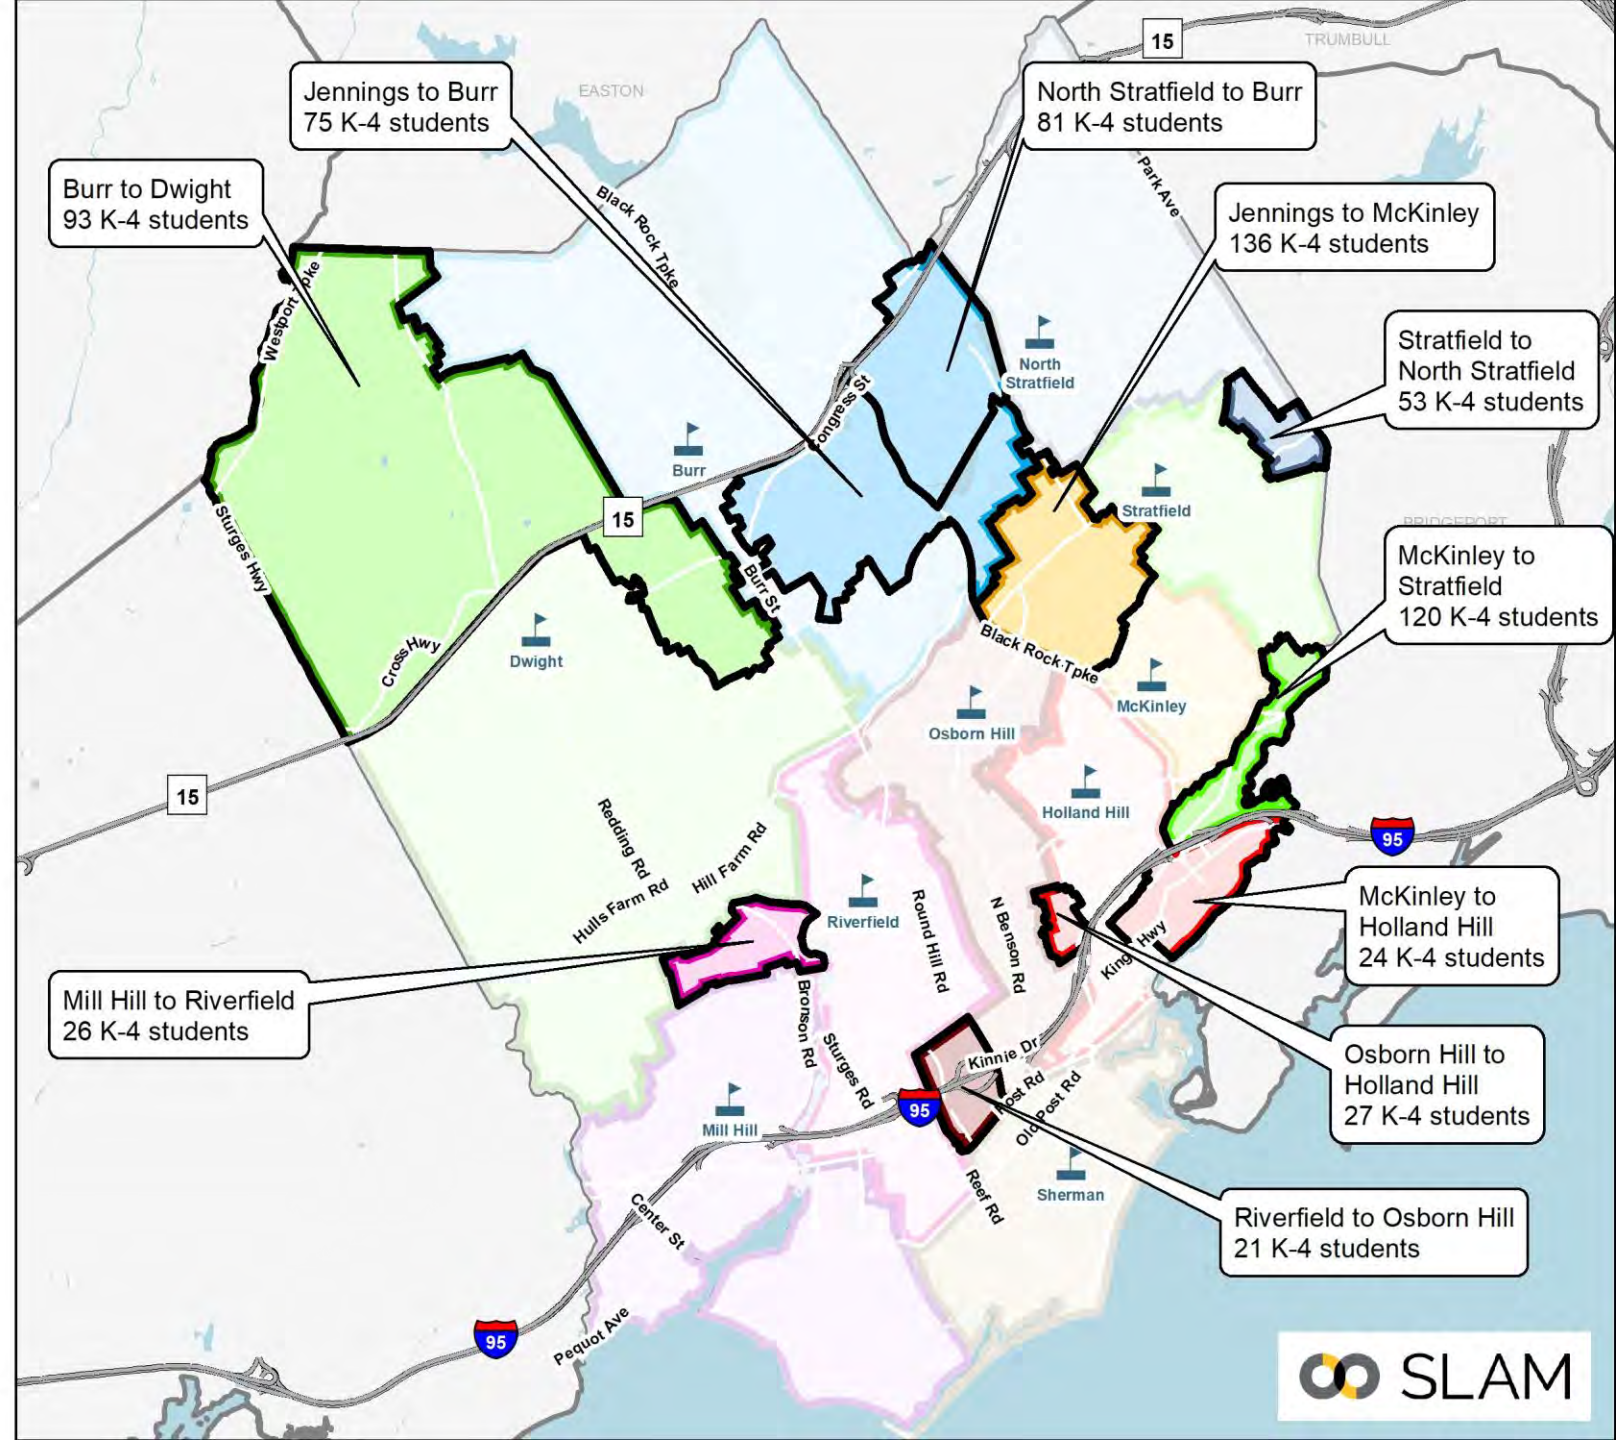 15
TRUMBULL
EASTON
Jennings to Burr
75 K-4 students
North Stratfield to Burr
81 K-4 students
Burr to Dwight
93 K-4 students
Black Rock Tpke
Park Ave
Jennings to McKinley
136 K-4 students
Westport Tpke
North
Stratfield
Stratfield to
North Stratfield
53 K-4 students
Congress St
Burr
Stratfield
15
BRIDGEPORT
Sturges Hwy
Burr St
McKinley to
Stratfield
120 K-4 students
Cross Hwy
Dwight
Black Rock Tpke
McKinley
Osborn Hill
15
Holland Hill
Redding Rd
Hill Farm Rd
Hulls Farm Rd
95
Riverfield
Round Hill Rd
N Benson Rd
Kings Hwy
McKinley to
Holland Hill
24 K-4 students
Mill Hill to Riverfield
26 K-4 students
Bronson Rd
Sturges Rd
Kinnie Dr
Post Rd
Old Post Rd
Osborn Hill to
Holland Hill
27 K-4 students
95
Mill Hill
Sherman
Reef Rd
Center St
Riverfield to Osborn Hill
21 K-4 students
Pequot Ave
95
SLAM